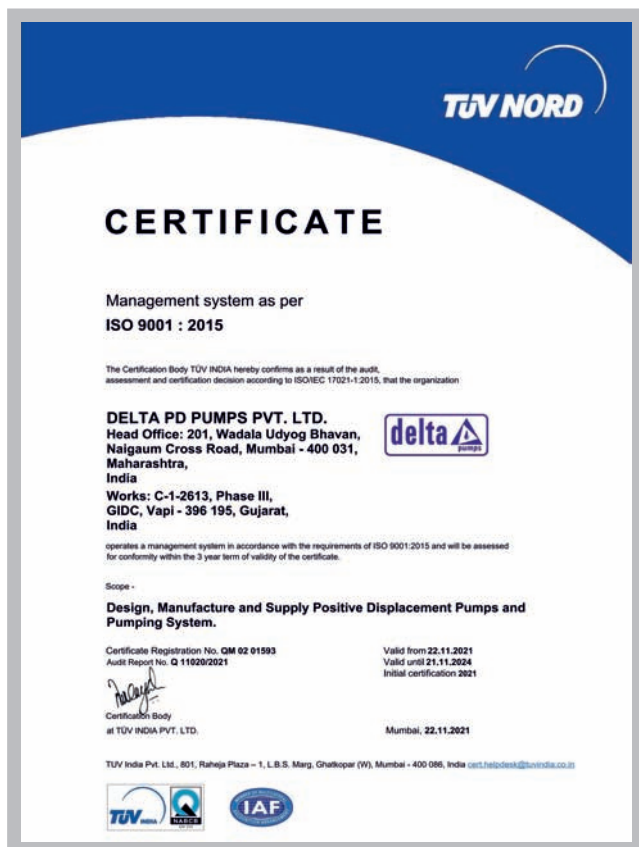 TÜV NORD
CERTIFICATE
Management system as per
ISO 9001 : 2015
The Certification Body TÜV INDIA hereby confirms as a result of the audit,
assessment and certification decision according to ISO/IEC 17021-1:2015, that the organization
DELTA PD PUMPS PVT. LTD.
Head Office: 201, Wadala Udyog Bhavan,
Naigaum Cross Road, Mumbai - 400 031,
Maharashtra,
India
delta
pumps
Works: C-1-2613, Phase III,
GIDC, Vapi - 396 195, Gujarat,
India
operates a management system in accordance with the requirements of ISO 9001:2015 and will be assessed
for conformity within the 3 year term of validity of the certificate.
Scope -
Design, Manufacture and Supply Positive Displacement Pumps and
Pumping System.
Certificate Registration No. QM 02 01593
Audit Report No. Q 11020/2021
Valid from 22.11.2021
Valid until 21.11.2024
Initial certification 2021
Certification Body
at TÜV INDIA PVT. LTD.
Mumbai, 22.11.2021
TUV India Pvt. Ltd., 801, Raheja Plaza – 1, L.B.S. Marg, Ghatkopar (W), Mumbai - 400 086, India cert.helpdesk@tuvindia.co.in
TÜV INDIA
NABCB
IAF